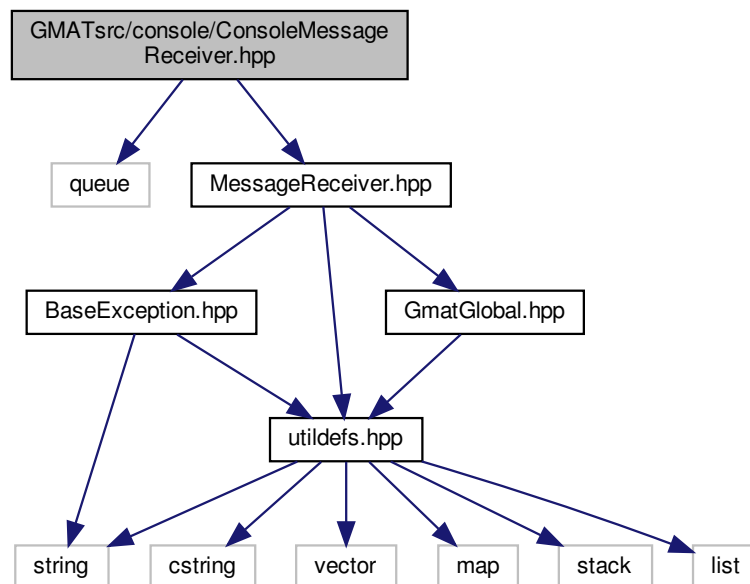 GMATsrc/console/ConsoleMessage
Receiver.hpp
queue
MessageReceiver.hpp
BaseException.hpp
GmatGlobal.hpp
utildefs.hpp
string
cstring
vector
map
stack
list